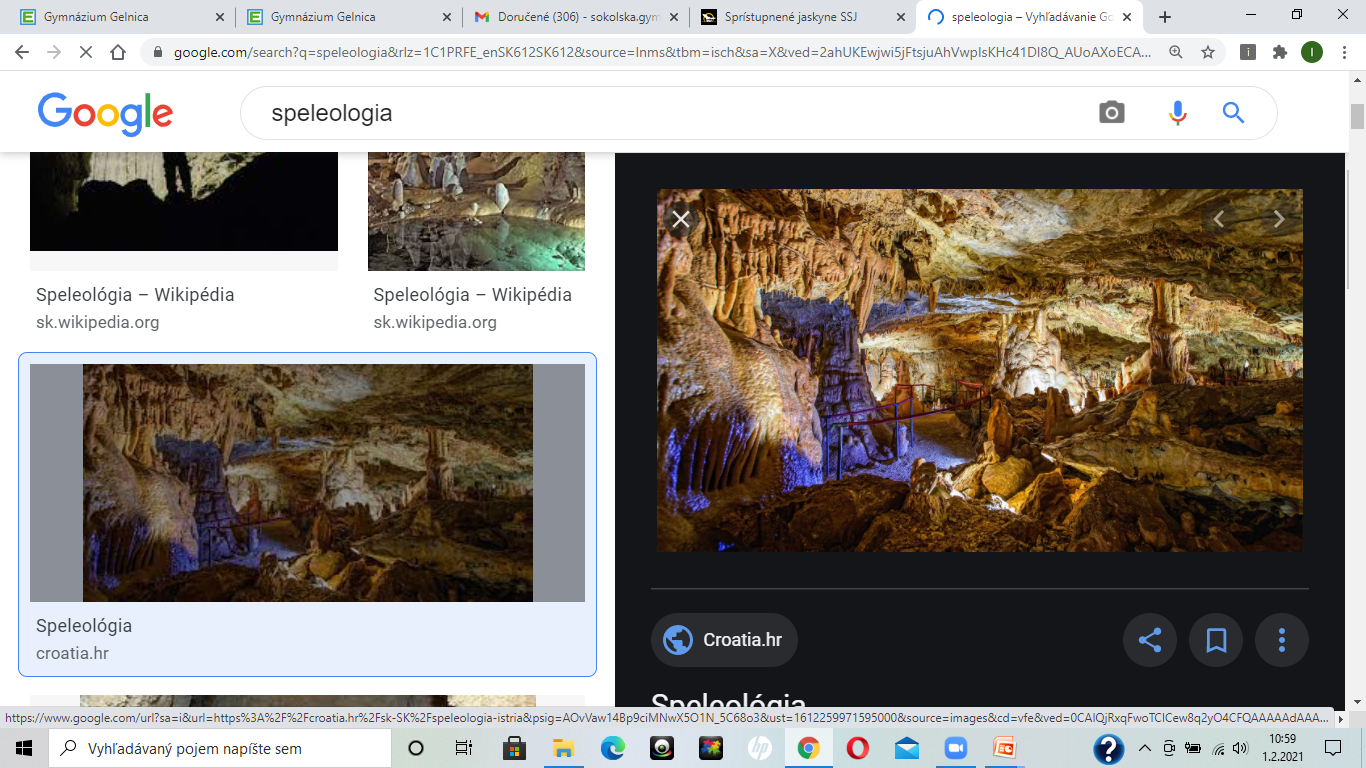 Gymnázium Gelnica
Gymnázium Gelnica
Doručené (306) - sokolska.gym
Sprístupnené jaskyne SSJ
speleologia – Vyhľadávanie Go
google.com/search?q=speleologia&rlz=1C1PRFE_enSK612SK612&source=lnms&tbm=isch&sa=X&ved=2ahUKEwjwi5jFtsjuAhVwpIsKHc41DI8Q_AUoAXoECA...
I
Google
speleologia
Speleológia – Wikipédia
sk.wikipedia.org
Speleológia – Wikipédia
sk.wikipedia.org
Speleológia
croatia.hr
Croatia.hr
Speleológia
https://www.google.com/url?sa=i&url=https%3A%2F%2Fcroatia.hr%2Fsk-SK%2Fspeleologia-istria&psig=AOvVaw14Bp9ciMNwX5O1N_5C68o3&ust=1612259971595000&source=images&cd=vfe&ved=0CAIQjRxqFwoTCICew8q2yO4CFQAAAAAdAAA...
Vyhľadávaný pojem napíšte sem
10:59
1.2.2021